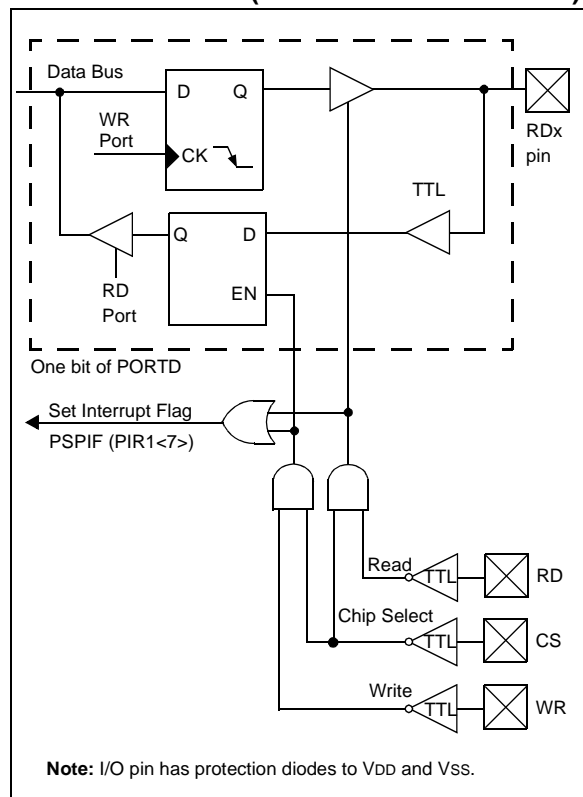 Data Bus
D Q
WR
Port
CK
RDx
pin
TTL
Q D
EN
RD
Port
One bit of PORTD
Set Interrupt Flag
PSPIF (PIR1<7>)
Read
TTL
RD
Chip Select
TTL
CS
Write
TTL
WR
Note: I/O pin has protection diodes to VDD and VSS.